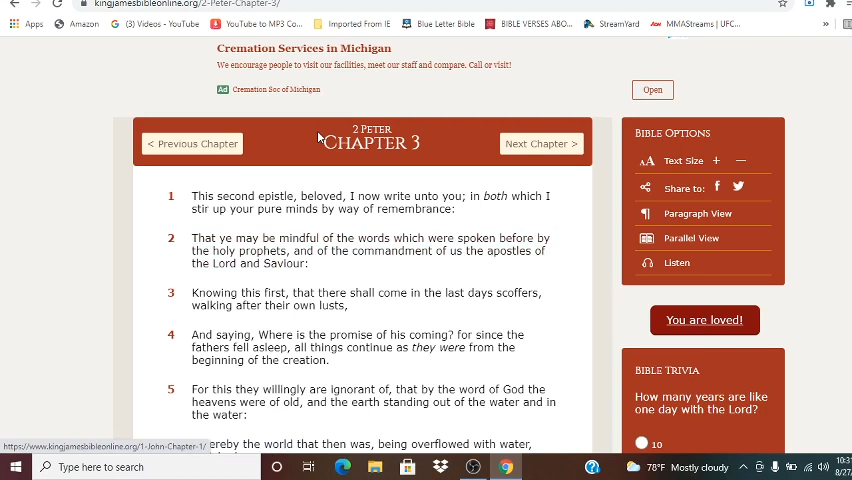 kingjamesbibleonline.org/2-Peter-Chapter-3/
Apps Amazon (3) Videos - YouTube YouTube to MP3 Co... Imported From IE Blue Letter Bible BIBLE VERSES ABO... StreamYard MMAStreams | UFC... »
Cremation Services in Michigan
We encourage people to visit our facilities, meet our staff and compare. Call or visit!
Ad Cremation Soc of Michigan
Open
< Previous Chapter
2 PETER
CHAPTER 3
Next Chapter >
1 This second epistle, beloved, I now write unto you; in both which I
stir up your pure minds by way of remembrance:
2 That ye may be mindful of the words which were spoken before by
the holy prophets, and of the commandment of us the apostles of
the Lord and Saviour:
3 Knowing this first, that there shall come in the last days scoffers,
walking after their own lusts,
4 And saying, Where is the promise of his coming? for since the
fathers fell asleep, all things continue as they were from the
beginning of the creation.
5 For this they willingly are ignorant of, that by the word of God the
heavens were of old, and the earth standing out of the water and in
the water:
hereby the world that then was, being overflowed with water,
BIBLE OPTIONS
AA Text Size + —
Share to:
¶ Paragraph View
Parallel View
Listen
You are loved!
BIBLE TRIVIA
How many years are like
one day with the Lord?
10
https://www.kingjamesbibleonline.org/1-John-Chapter-1/
Type here to search
78°F Mostly cloudy
10:3
8/27/